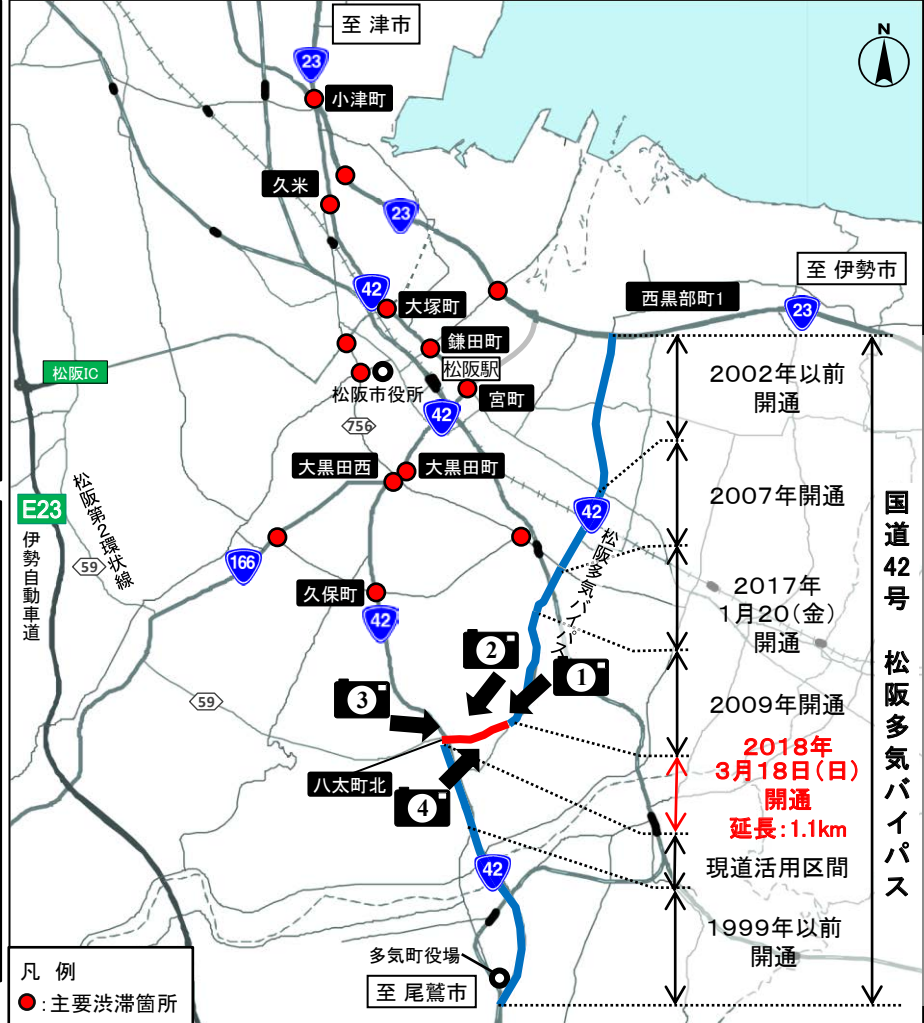 至 津市
N
23
小津町
久米
23
至 伊勢市
42
西黒部町1
23
大塚町
鎌田町
松阪IC
松阪駅
松阪市役所
宮町
2002年以前
開通
42
756
大黒田西
大黒田町
2007年開通
松阪第2環状線
E23
伊勢自動車道
42
松阪多気バイパス
国道42号 松阪多気バイパス
59
166
久保町
2017年
1月20(金)
開通
42
2
1
3
59
2009年開通
2018年
3月18日(日)
開通
延長:1.1km
八太町北
4
42
現道活用区間
1999年以前
開通
多気町役場
至 尾鷲市
凡 例
:主要渋滞箇所